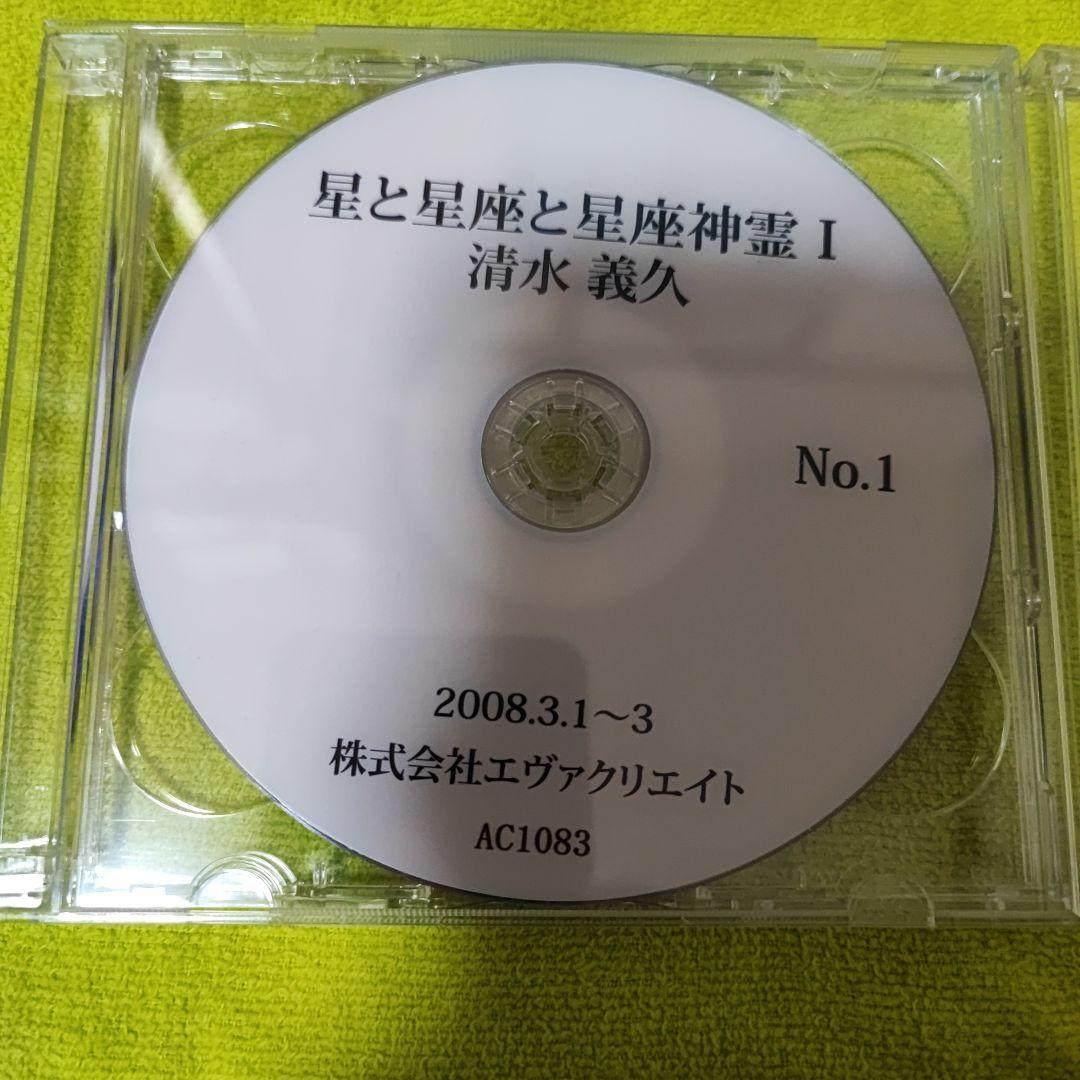 星と星座と星座神霊 I
清水 義久
No.1
2008.3.1～3
株式会社エヴァクリエイト
AC1083